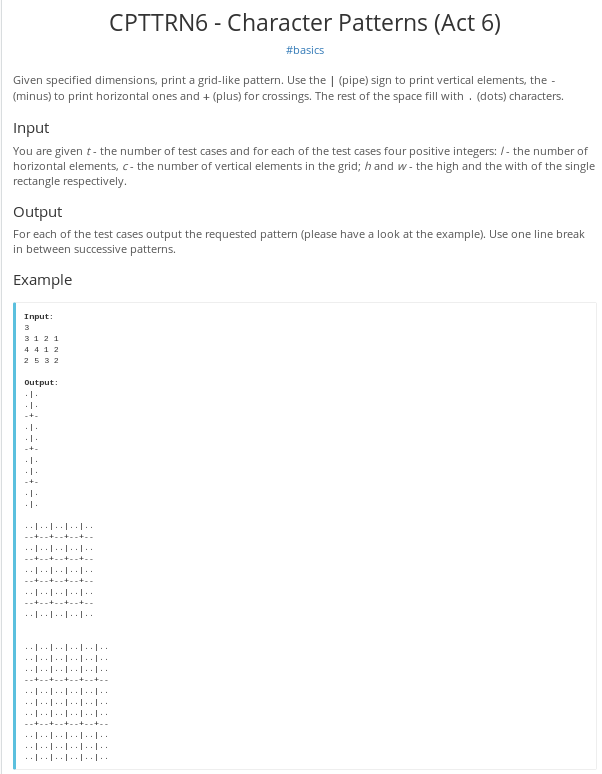 CPTTRN6 - Character Patterns (Act 6)
#basics
Given specified dimensions, print a grid-like pattern. Use the | (pipe) sign to print vertical elements, the -
(minus) to print horizontal ones and + (plus) for crossings. The rest of the space fill with . (dots) characters.
Input
You are given t - the number of test cases and for each of the test cases four positive integers: l - the number of
horizontal elements, c - the number of vertical elements in the grid; h and w - the high and the with of the single
rectangle respectively.
Output
For each of the test cases output the requested pattern (please have a look at the example). Use one line break
in between successive patterns.
Example
Input:
3
3 1 2 1
4 4 1 2
2 5 3 2
Output:
.|.
.|.
-+-
.|.
.|.
-+-
.|.
.|.
-+-
.|.
.|.
..|..|..|..|..
--+--+--+--+--
..|..|..|..|..
--+--+--+--+--
..|..|..|..|..
--+--+--+--+--
..|..|..|..|..
--+--+--+--+--
..|..|..|..|..
..|..|..|..|..|..
..|..|..|..|..|..
..|..|..|..|..|..
--+--+--+--+--+--
..|..|..|..|..|..
..|..|..|..|..|..
..|..|..|..|..|..
--+--+--+--+--+--
..|..|..|..|..|..
..|..|..|..|..|..
..|..|..|..|..|..